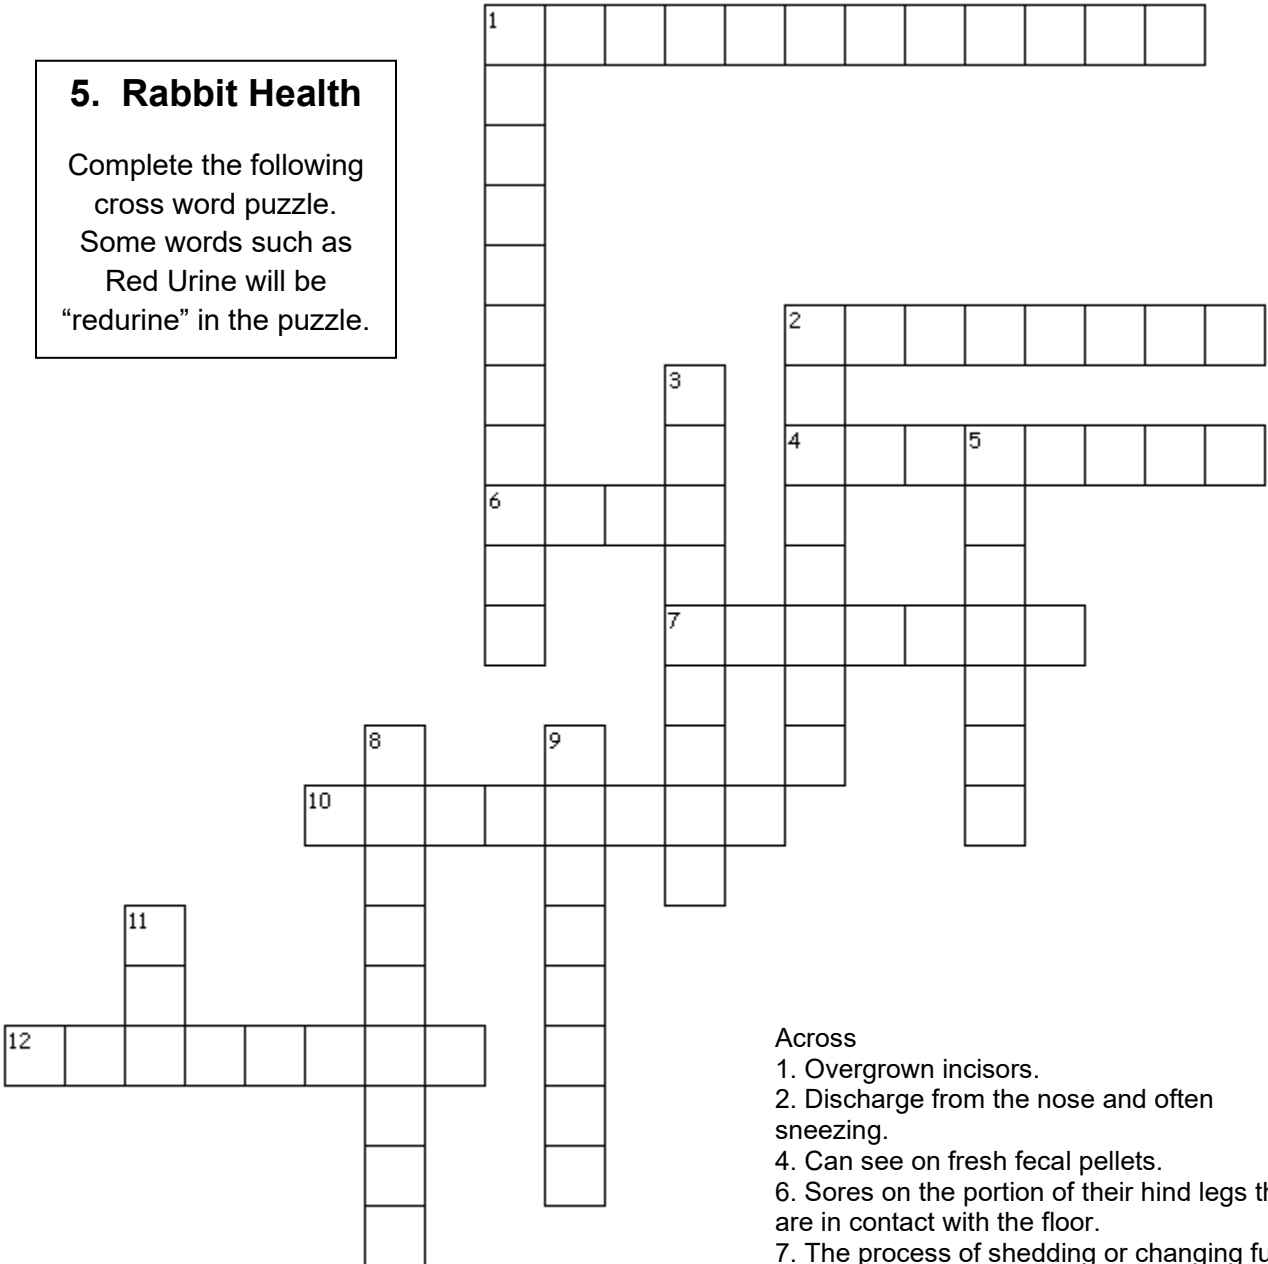 1
5. Rabbit Health
Complete the following
cross word puzzle.
Some words such as
Red Urine will be
“redurine” in the puzzle.
2
3
4
5
6
7
8
9
10
11
12
Across
1. Overgrown incisors.
2. Discharge from the nose and often
sneezing.
4. Can see on fresh fecal pellets.
6. Sores on the portion of their hind legs th
are in contact with the floor.
7. The process of shedding or changing fu